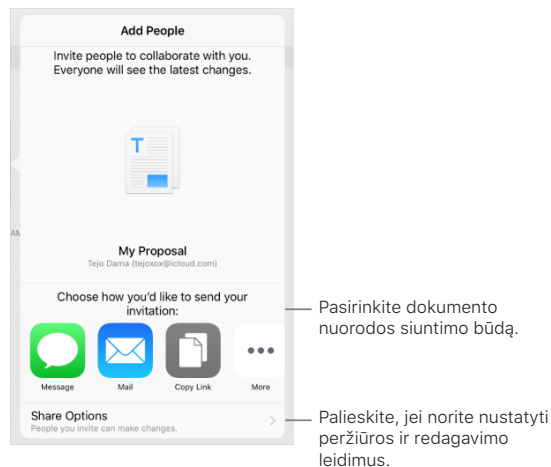 Add People
Invite people to collaborate with you.
Everyone will see the latest changes.
T
AM
My Proposal
Tejo Dama (tejoxox@icloud.com)
Choose how you'd like to send your
invitation:
Message
Mail
Copy Link
More
Share Options
People you invite can make changes.
Pasirinkite dokumento
nuorodos siuntimo būdą.
Palieskite, jei norite nustatyti
peržiūros ir redagavimo
leidimus.